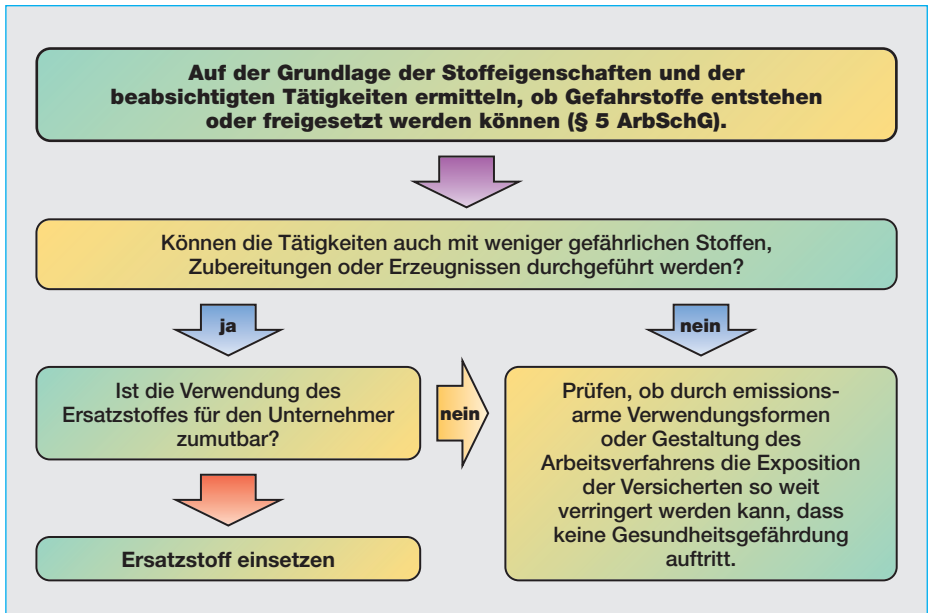 Auf der Grundlage der Stoffeigenschaften und der
beabsichtigten Tätigkeiten ermitteln, ob Gefahrstoffe entstehen
oder freigesetzt werden können (§ 5 ArbSchG).
Können die Tätigkeiten auch mit weniger gefährlichen Stoffen,
Zubereitungen oder Erzeugnissen durchgeführt werden?
ja
nein
Ist die Verwendung des
Ersatzstoffes für den Unternehmer
zumutbar?
nein
Prüfen, ob durch emissions-
arme Verwendungsformen
oder Gestaltung des
Arbeitsverfahrens die Exposition
der Versicherten so weit
verringert werden kann, dass
keine Gesundheitsgefährdung
auftritt.
Ersatzstoff einsetzen